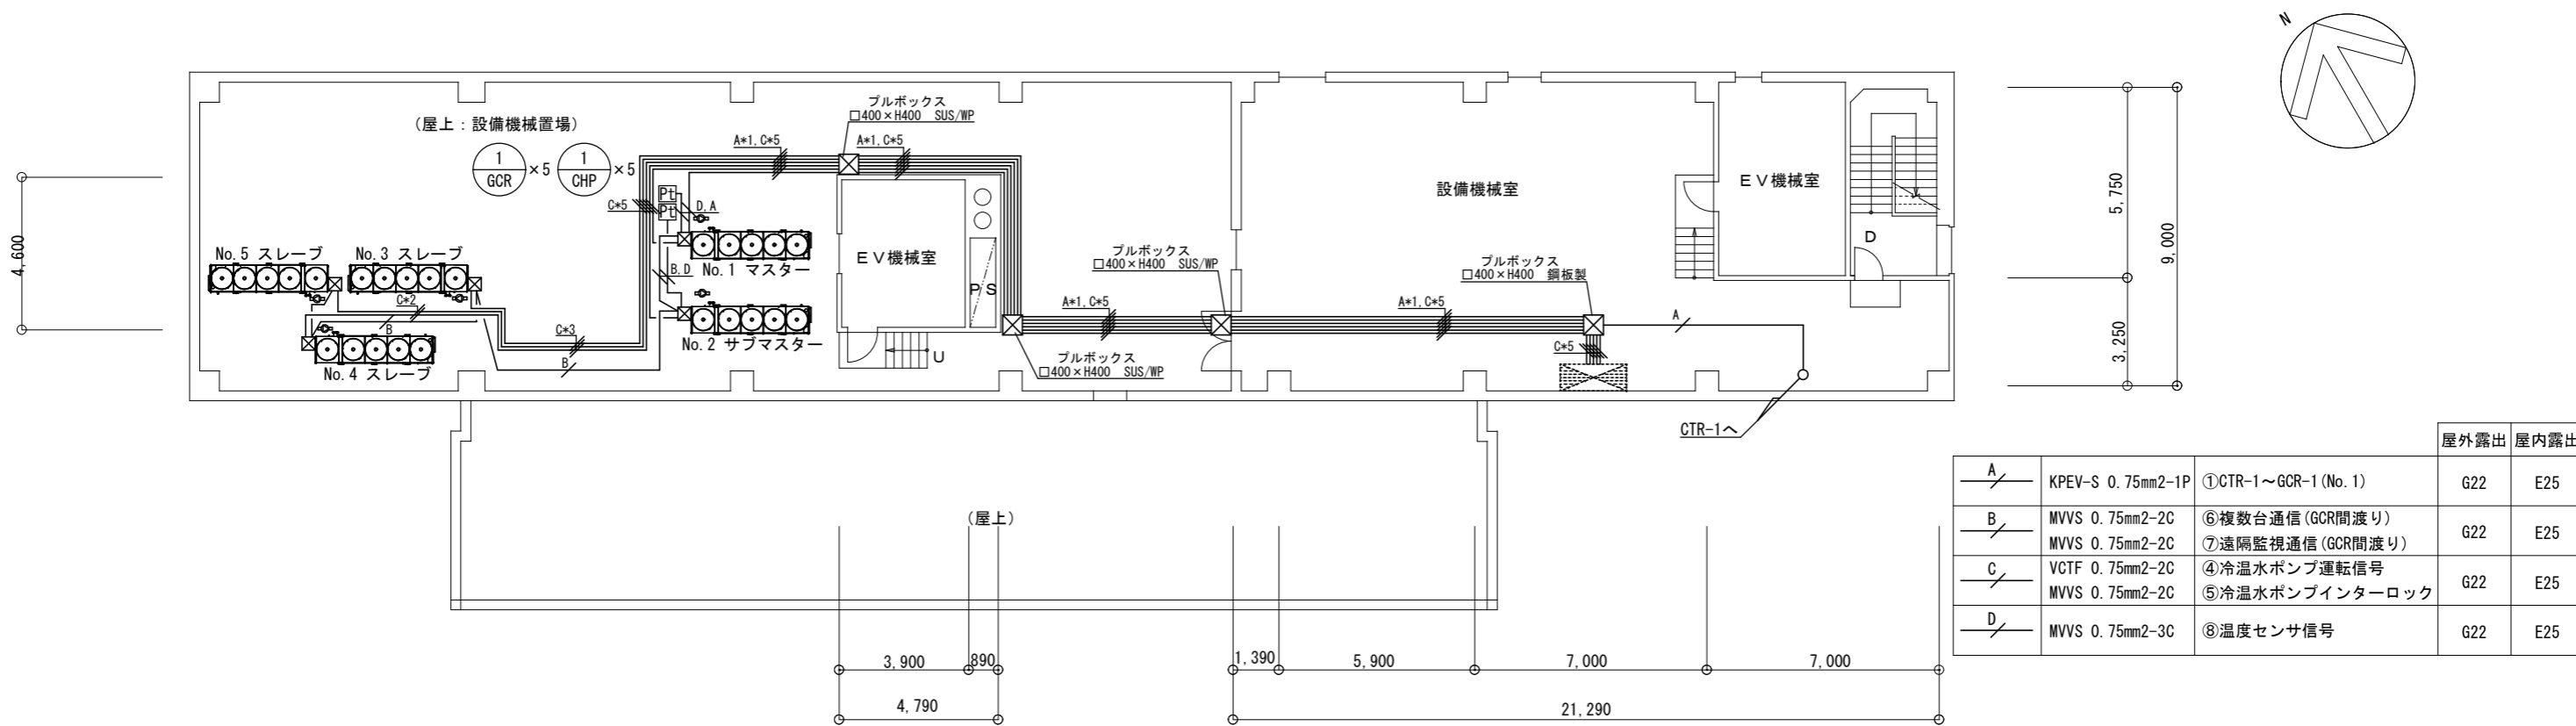 N
プルボックス
□400×H400 SUS/WP
(屋上:設備機械置場)
A*1,C*5
A*1,C*5
1
GCR
×5
1
CHP
×5
5,750
9,000
3,250
4,600
設備機械室
EV機械室
Pt
Pt
C*5
D,A
D
No.5 スレーブ
No.3 スレーブ
No.1 マスター
B,D
EV機械室
PS
プルボックス
□400×H400 SUS/WP
プルボックス
□400×H400 鋼板製
C*2
B
C*3
A*1,C*5
A*1,C*5
A
No.4 スレーブ
B
No.2 サブマスター
U
プルボックス
□400×H400 SUS/WP
C*5
CTR-1へ
屋外露出 屋内露出
A KPEV-S 0.75mm2-1P ①CTR-1~GCR-1(No.1) G22 E25
B MVVS 0.75mm2-2C ⑥複数台通信(GCR間渡り) G22 E25
MVVS 0.75mm2-2C ⑦遠隔監視通信(GCR間渡り)
C VCTF 0.75mm2-2C ④冷温水ポンプ運転信号 G22 E25
MVVS 0.75mm2-2C ⑤冷温水ポンプインターロック
D MVVS 0.75mm2-3C ⑧温度センサ信号 G22 E25
(屋上)
3,900
890
1,390
5,900
7,000
7,000
4,790
21,290